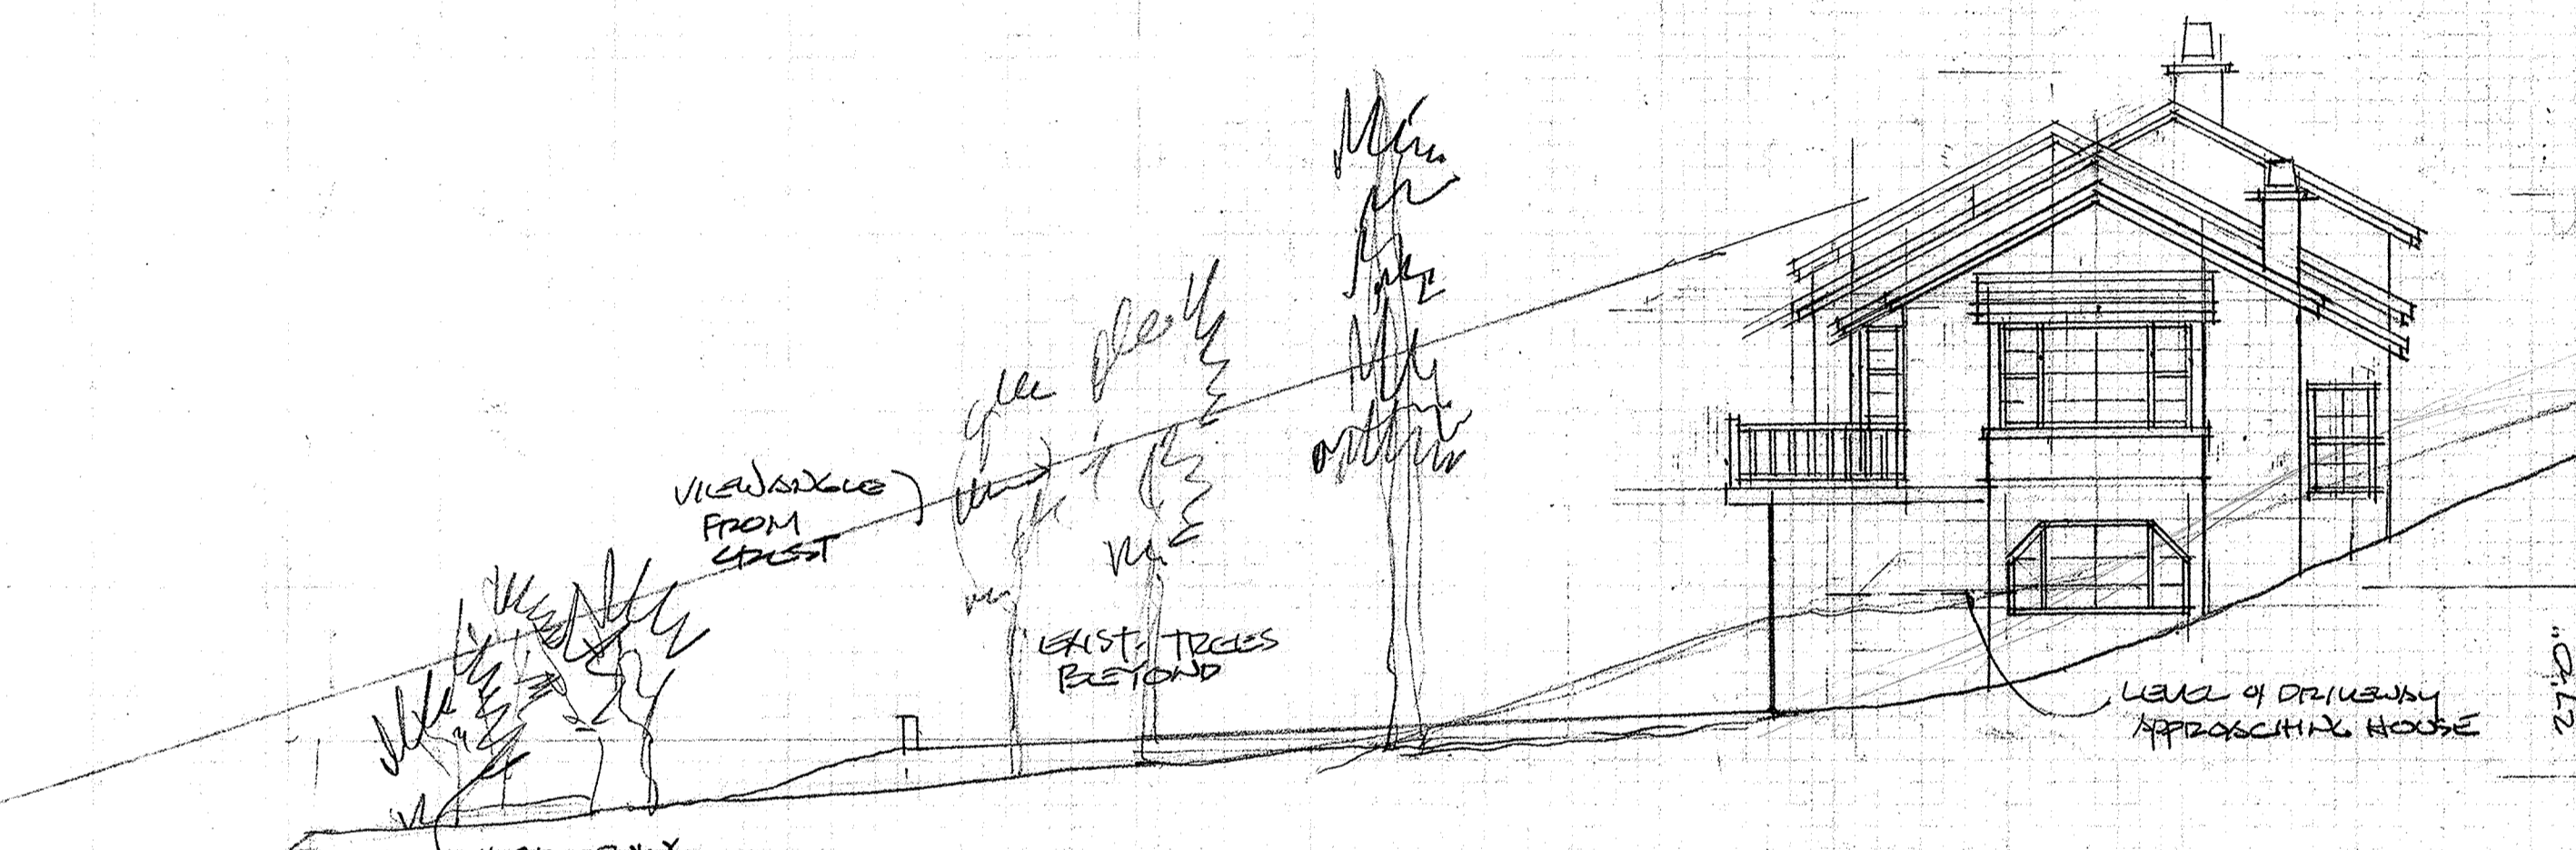 VIEW ANGLE
FROM
CREST
EXIST. TREES
BEYOND
LEVEL of DRIVEWAY
APPROACHING HOUSE